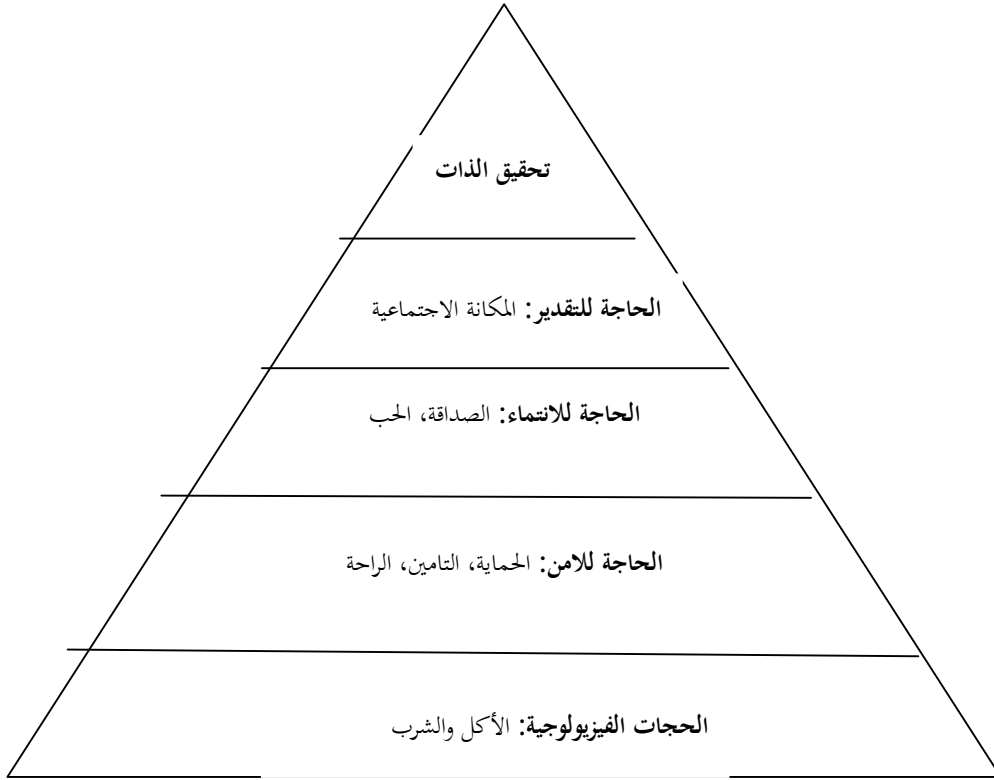 تحقيق الذات
الحاجة للتقدير: المكانة الاجتماعية
الحاجة للانتماء: الصداقة، الحب
الحاجة للامن: الحماية، التامين، الراحة
الحجات الفيزيولوجية: الأكل والشرب